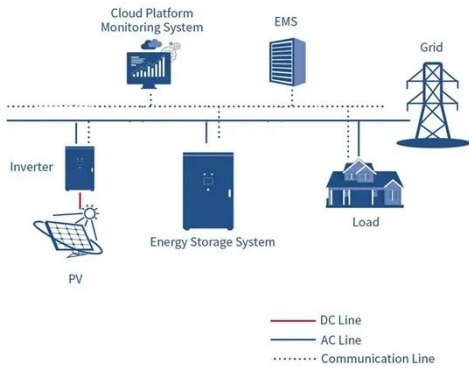 Cloud Platform
Monitoring System
EMS
Grid
Inverter
Energy Storage System
Load
PV
DC Line
AC Line
Communication Line